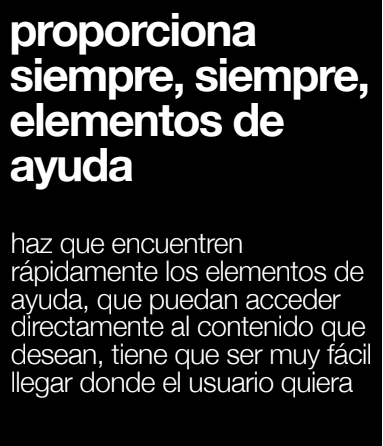 proporciona
siempre, siempre,
elementos de
ayuda
haz que encuentren
rápidamente los elementos de
ayuda, que puedan acceder
directamente al contenido que
desean, tiene que ser muy fácil
llegar donde el usuario quiera